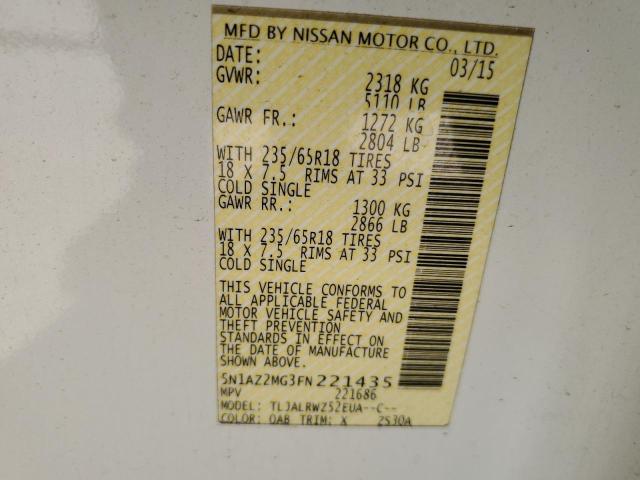 MFD BY NISSAN MOTOR CO., LTD.
DATE: 03/15
GVWR: 2318 KG
5110 LB
GAWR FR.: 1272 KG
2804 LB
WITH 235/65R18 TIRES
18 X 7.5 RIMS AT 33 PSI
COLD SINGLE
GAWR RR.: 1300 KG
2866 LB
WITH 235/65R18 TIRES
18 X 7.5 RIMS AT 33 PSI
COLD SINGLE
THIS VEHICLE CONFORMS TO
ALL APPLICABLE FEDERAL
MOTOR VEHICLE SAFETY AND
THEFT PREVENTION
STANDARDS IN EFFECT ON
THE DATE OF MANUFACTURE
SHOWN ABOVE.
5N1AZ2MG3FN221435
MPV 221686
MODEL: TLJALRWZ52EUA--C--
COLOR: QAB TRIM: X 2530A